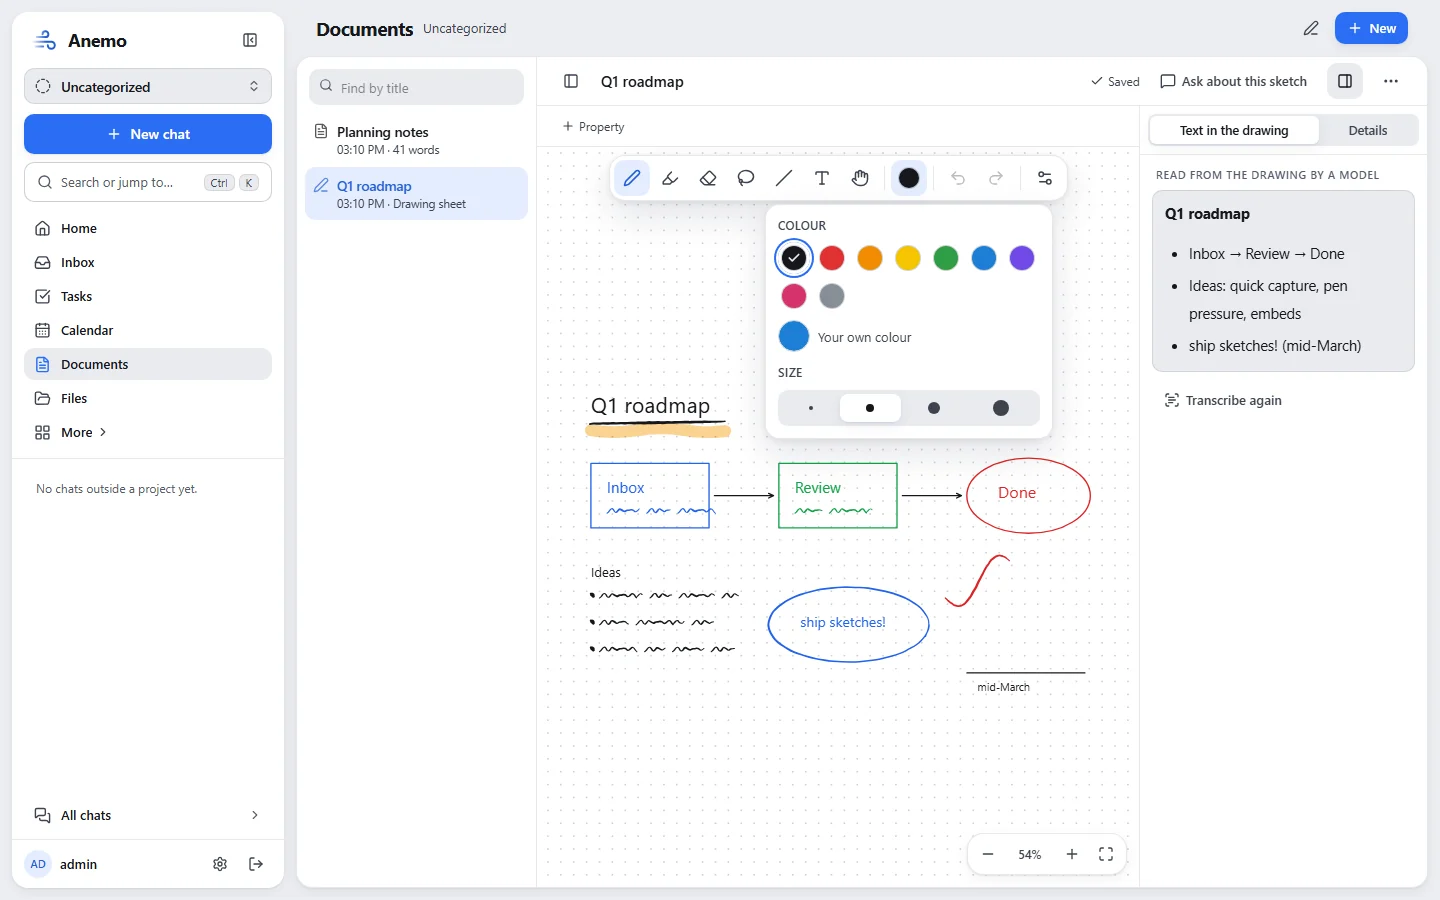 Anemo
Documents Uncategorized
New
Uncategorized
New chat
Search or jump to... Ctrl K
Home
Inbox
Tasks
Calendar
Documents
Files
More
No chats outside a project yet.
All chats
AD admin
Find by title
Planning notes
03:10 PM · 41 words
Q1 roadmap
03:10 PM · Drawing sheet
Q1 roadmap
Saved
Ask about this sketch
Property
COLOUR
Your own colour
SIZE
Q1 roadmap
Inbox
Review
Done
Ideas
ship sketches!
mid-March
54%
Text in the drawing
Details
READ FROM THE DRAWING BY A MODEL
Q1 roadmap
• Inbox → Review → Done
• Ideas: quick capture, pen
pressure, embeds
• ship sketches! (mid-March)
Transcribe again